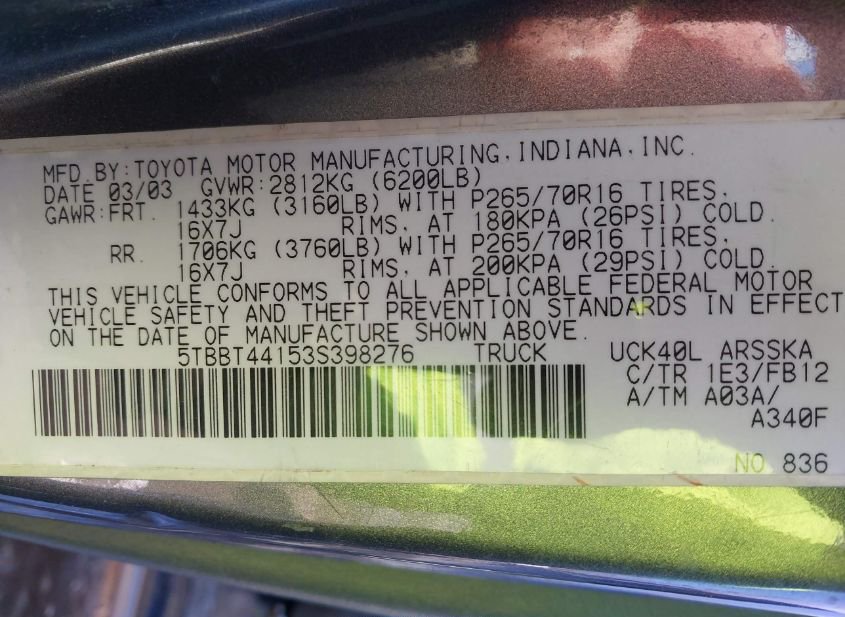 MFD.BY:TOYOTA MOTOR MANUFACTURING,INDIANA,INC.
DATE 03/03 GVWR:2812KG (6200LB)
GAWR:FRT. 1433KG (3160LB) WITH P265/70R16 TIRES,
16X7J RIMS, AT 180KPA (26PSI) COLD.
RR. 1706KG (3760LB) WITH P265/70R16 TIRES,
16X7J RIMS, AT 200KPA (29PSI) COLD.
THIS VEHICLE CONFORMS TO ALL APPLICABLE FEDERAL MOTOR
VEHICLE SAFETY AND THEFT PREVENTION STANDARDS IN EFFECT
ON THE DATE OF MANUFACTURE SHOWN ABOVE.
5TBBT44153S398276 TRUCK UCK40L ARSSKA
C/TR 1E3/FB12
A/TM A03A/
A340F
NO 836